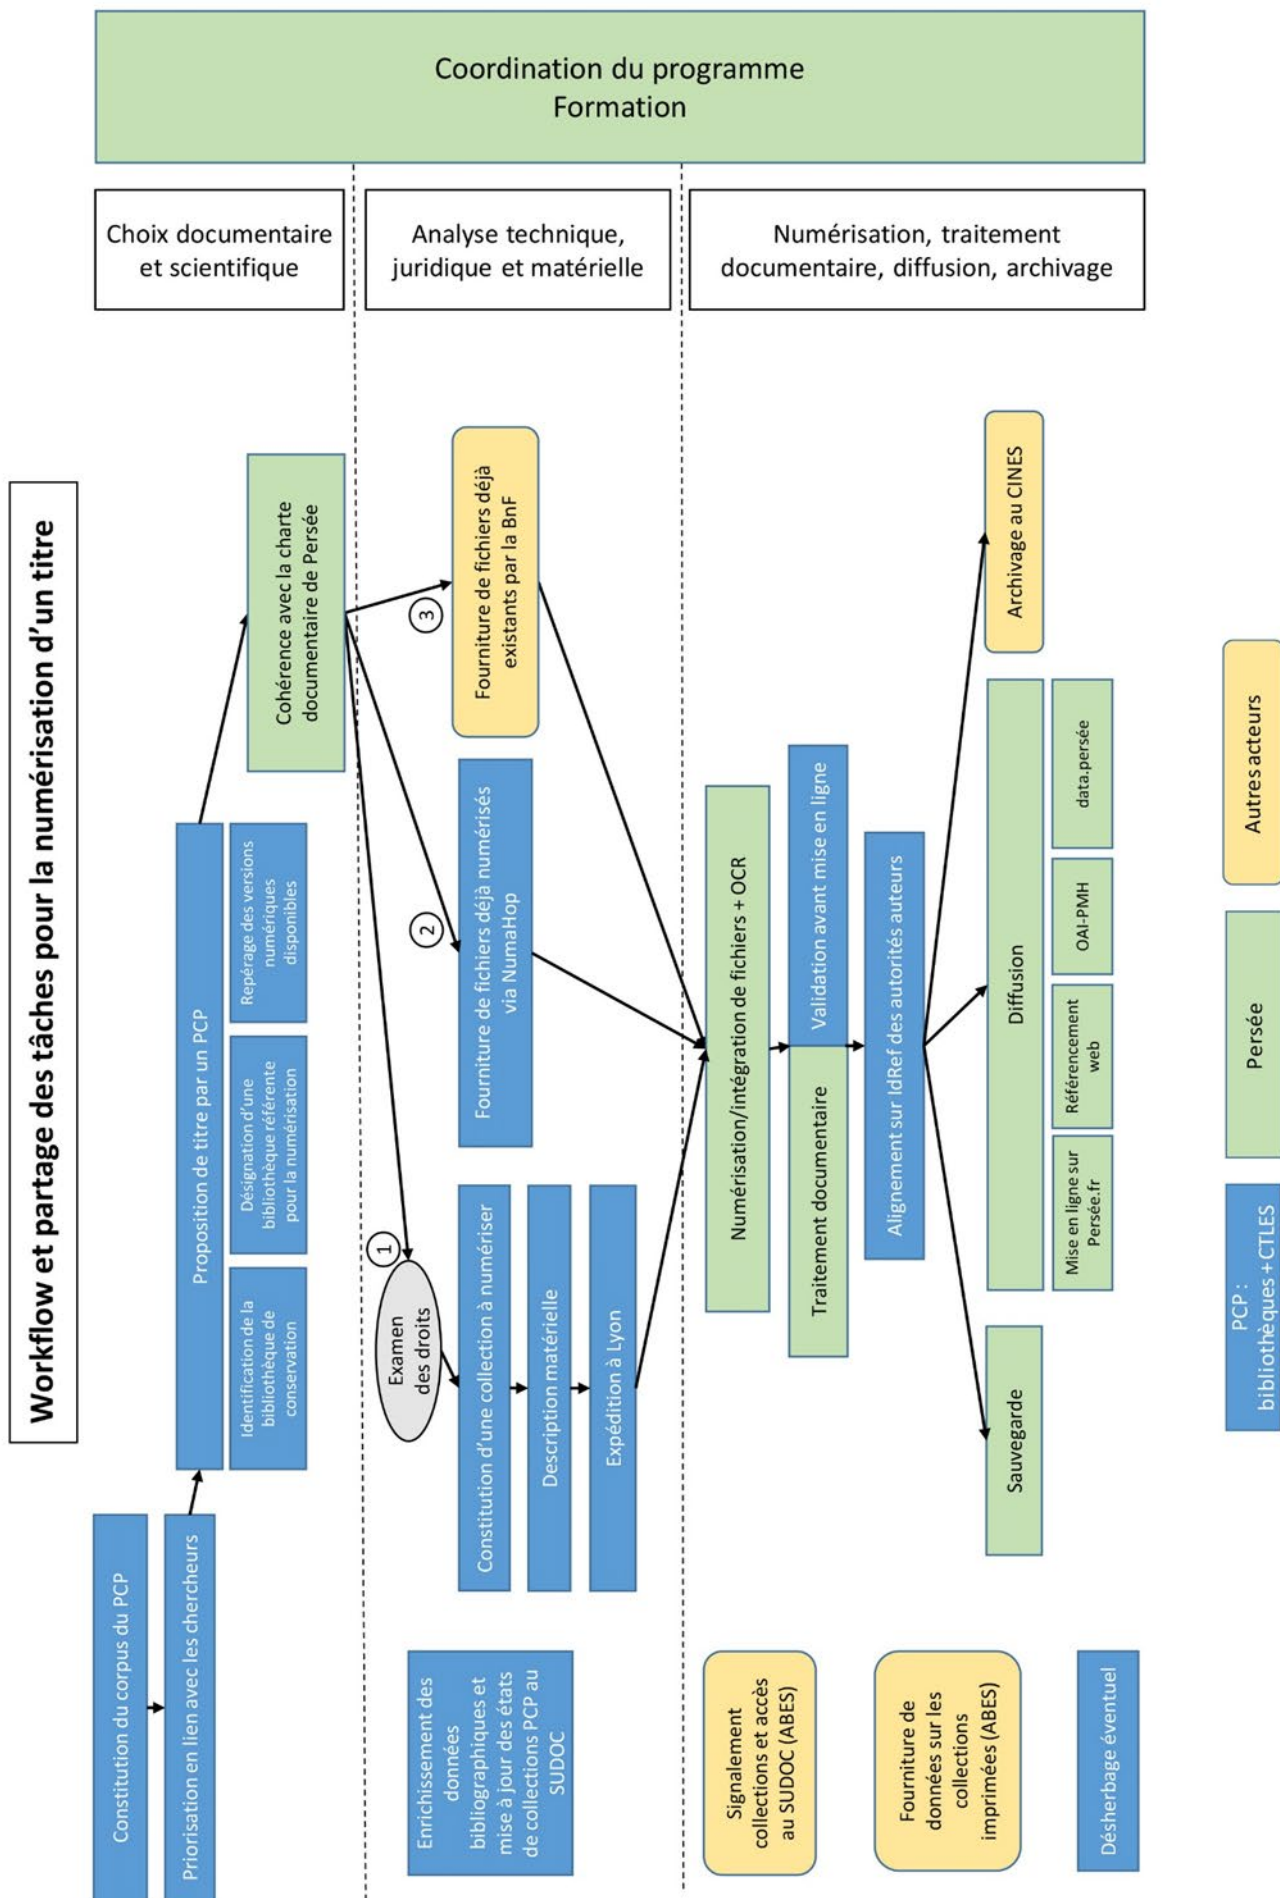 Workflow et partage des tâches pour la numérisation d’un titre
Constitution du corpus du PCP
Priorisation en lien avec les chercheurs
Proposition de titre par un PCP
Identification de la
bibliothèque de
conservation
Désignation d’une
bibliothèque référente
pour la numérisation
Repérage des versions
numériques
disponibles
Cohérence avec la charte
documentaire de Persée
Choix documentaire
et scientifique
Coordination du programme
Formation
Enrichissement des
données
bibliographiques et
mise à jour des états
de collections PCP au
SUDOC
1
Examen
des droits
Constitution d’une collection à numériser
Description matérielle
Expédition à Lyon
2
Fourniture de fichiers déjà numérisés
via NumaHop
3
Fourniture de fichiers déjà
existants par la BnF
Analyse technique,
juridique et matérielle
Signalement
collections et accès
au SUDOC (ABES)
Fourniture de
données sur les
collections
imprimées (ABES)
Désherbage éventuel
Numérisation/intégration de fichiers + OCR
Traitement documentaire
Validation avant mise en ligne
Alignement sur IdRef des autorités auteurs
Sauvegarde
Diffusion
Mise en ligne sur
Persée.fr
Référencement
web
OAI-PMH
data.persée
Archivage au CINES
Numérisation, traitement
documentaire, diffusion, archivage
PCP :
bibliothèques + CTLES
Persée
Autres acteurs